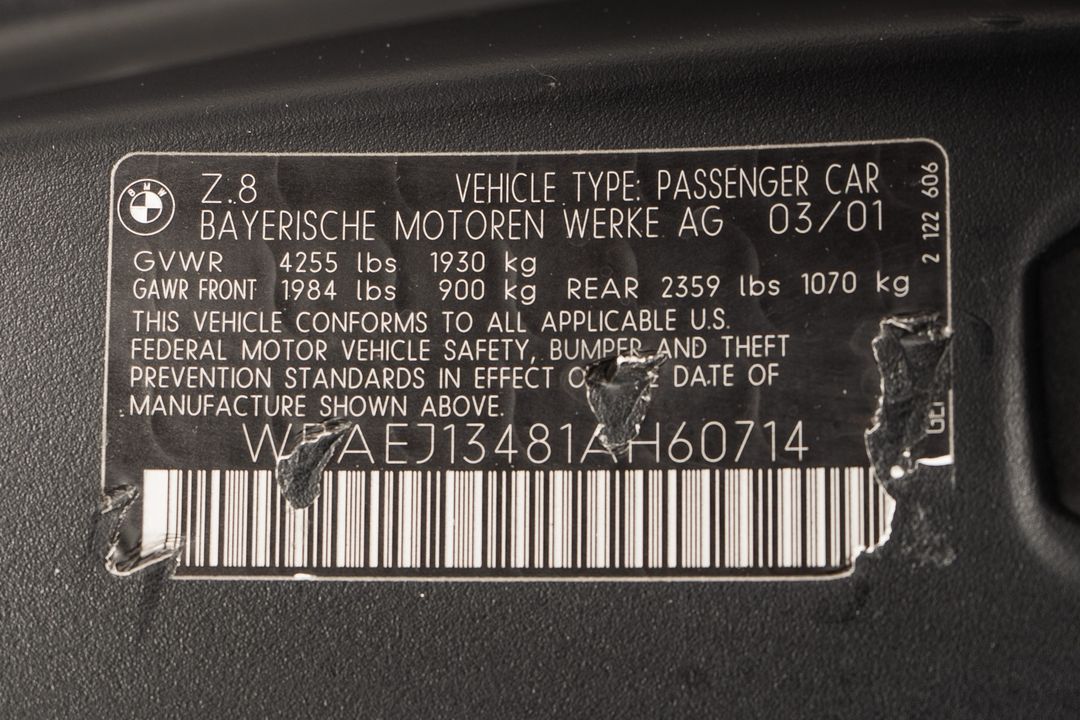 BMW
Z.8 VEHICLE TYPE: PASSENGER CAR
BAYERISCHE MOTOREN WERKE AG 03/01
GVWR 4255 lbs 1930 kg
GAWR FRONT 1984 lbs 900 kg REAR 2359 lbs 1070 kg
THIS VEHICLE CONFORMS TO ALL APPLICABLE U.S.
FEDERAL MOTOR VEHICLE SAFETY, BUMPER AND THEFT
PREVENTION STANDARDS IN EFFECT DATE OF
MANUFACTURE SHOWN ABOVE.
WBAEJ13481AH60714
2 122 606